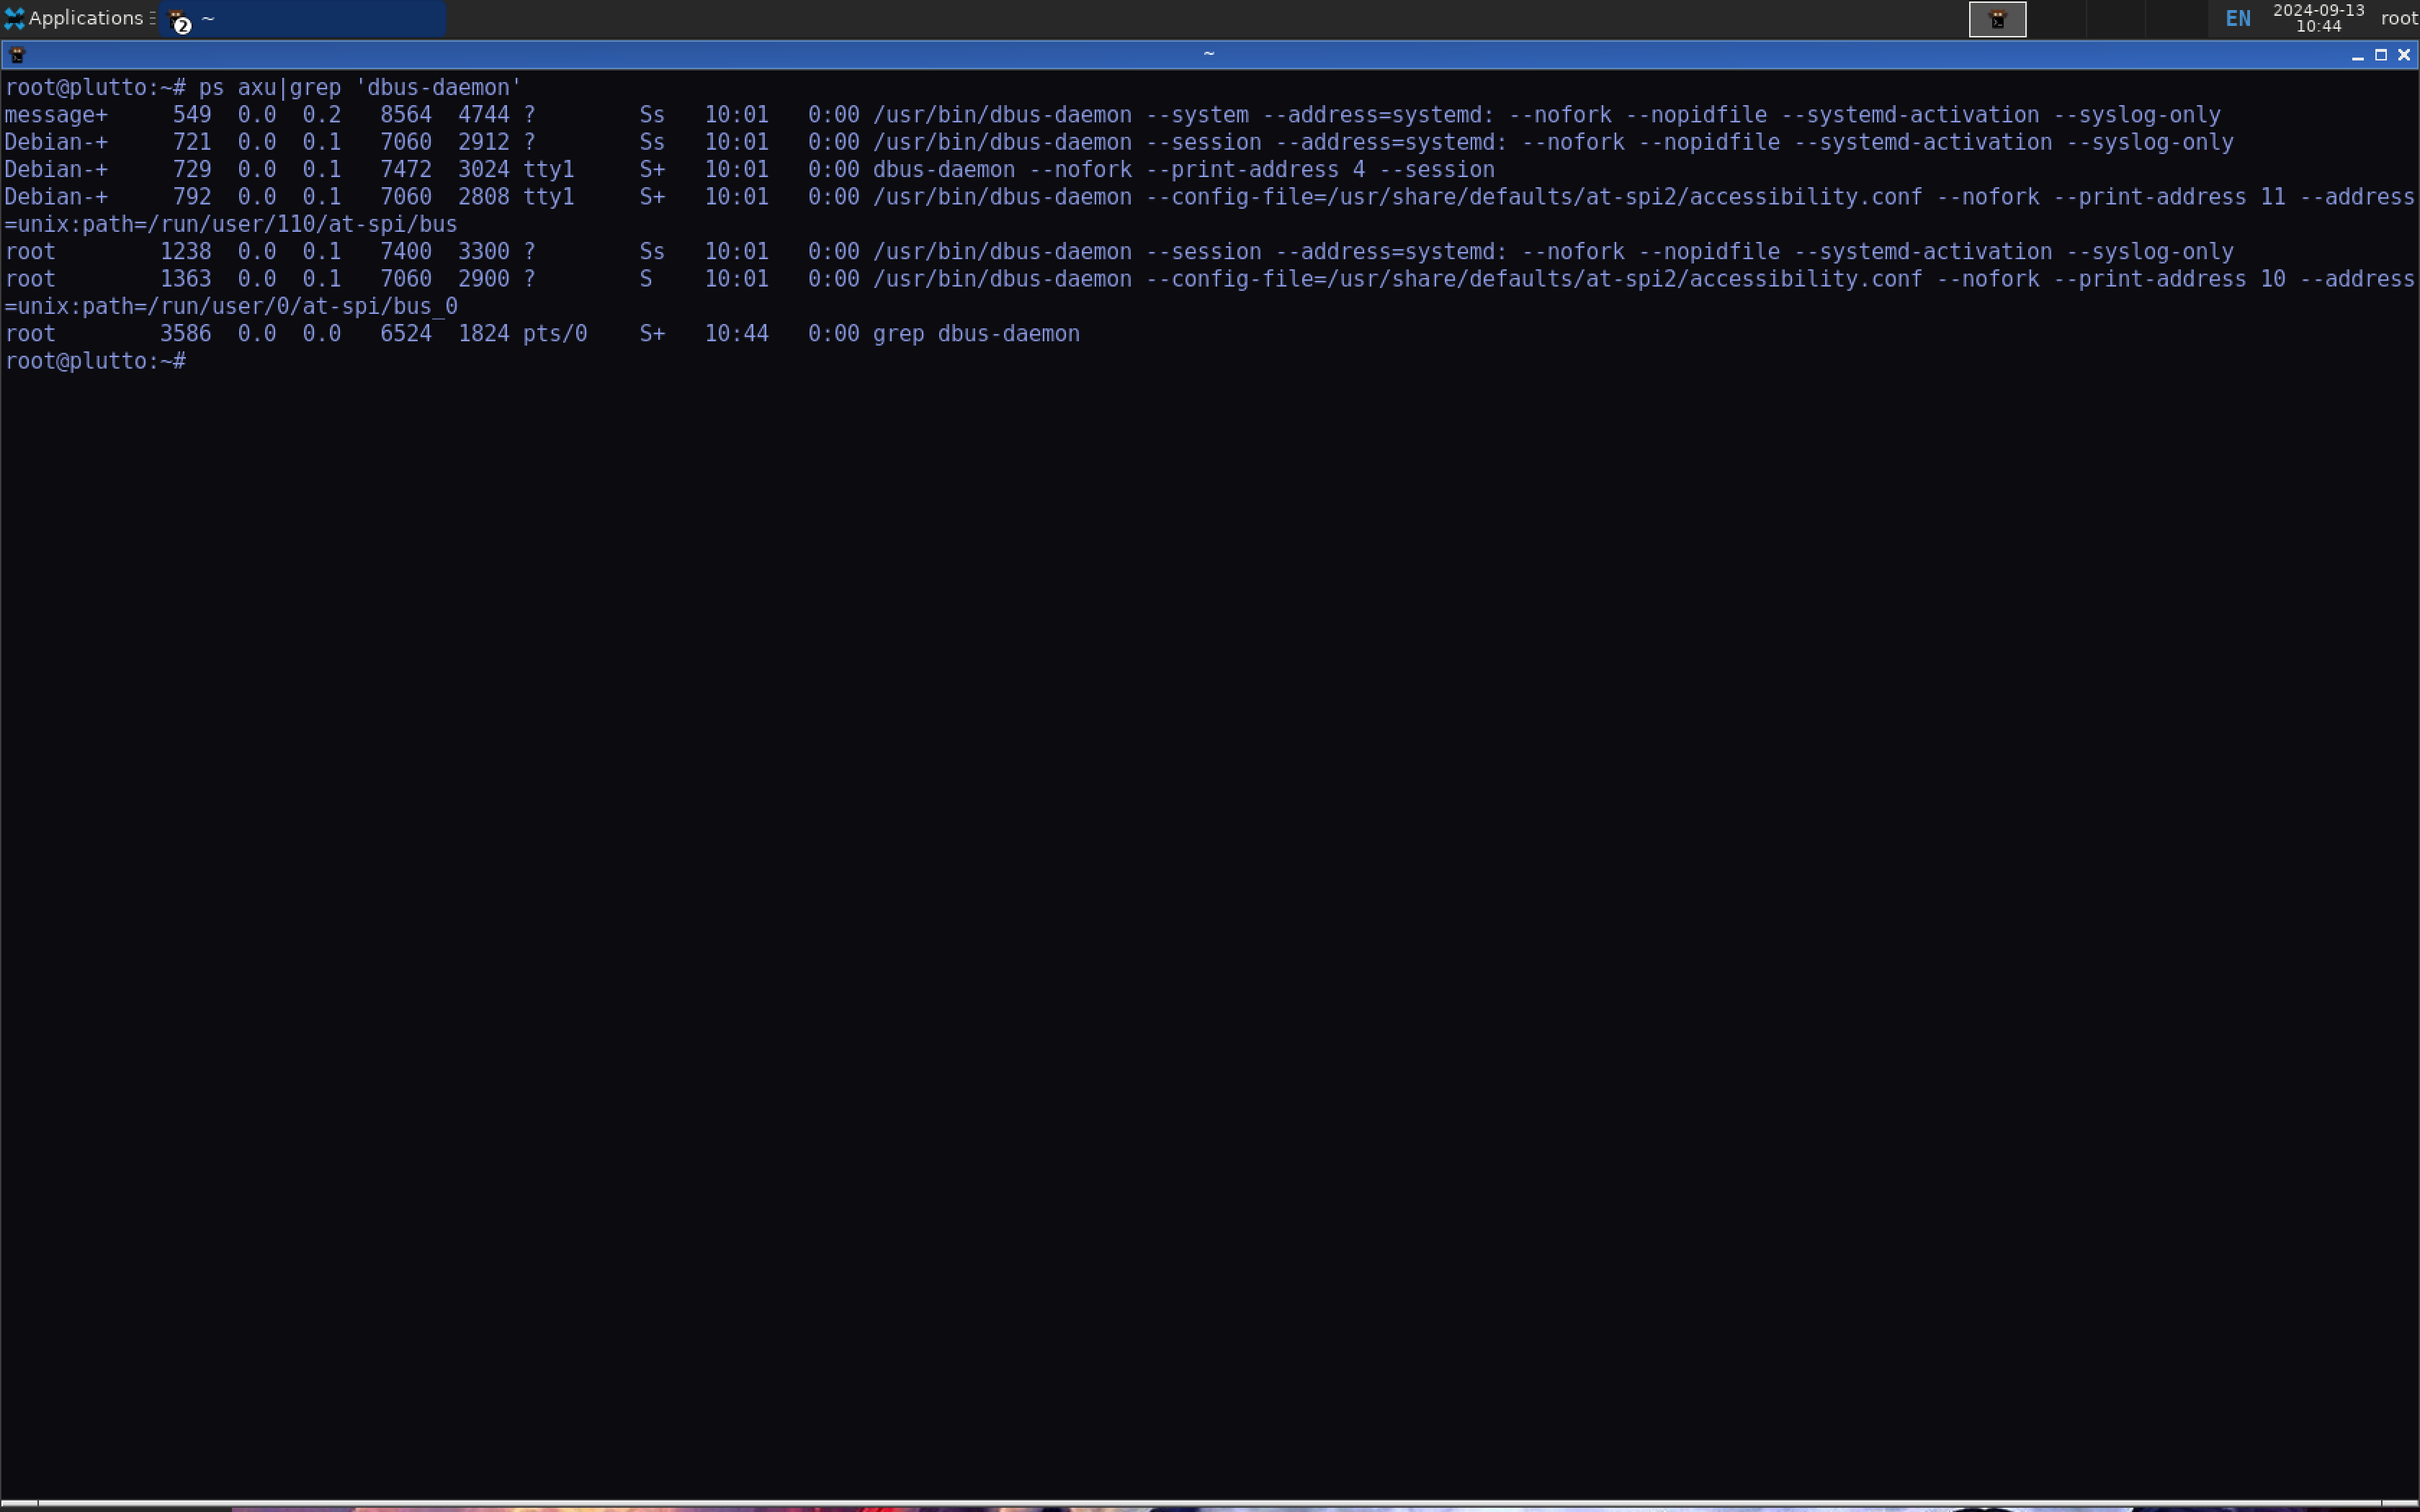 Applications
2 ~
EN 2024-09-13 root
10:44
~
root@plutto:~# ps axu|grep 'dbus-daemon'
message+     549  0.0  0.2   8564  4744 ?        Ss   10:01   0:00 /usr/bin/dbus-daemon --system --address=systemd: --nofork --nopidfile --systemd-activation --syslog-only
Debian-+     721  0.0  0.1   7060  2912 ?        Ss   10:01   0:00 /usr/bin/dbus-daemon --session --address=systemd: --nofork --nopidfile --systemd-activation --syslog-only
Debian-+     729  0.0  0.1   7472  3024 tty1     S+   10:01   0:00 dbus-daemon --nofork --print-address 4 --session
Debian-+     792  0.0  0.1   7060  2808 tty1     S+   10:01   0:00 /usr/bin/dbus-daemon --config-file=/usr/share/defaults/at-spi2/accessibility.conf --nofork --print-address 11 --address
=unix:path=/run/user/110/at-spi/bus
root        1238  0.0  0.1   7400  3300 ?        Ss   10:01   0:00 /usr/bin/dbus-daemon --session --address=systemd: --nofork --nopidfile --systemd-activation --syslog-only
root        1363  0.0  0.1   7060  2900 ?        S    10:01   0:00 /usr/bin/dbus-daemon --config-file=/usr/share/defaults/at-spi2/accessibility.conf --nofork --print-address 10 --address
=unix:path=/run/user/0/at-spi/bus_0
root        3586  0.0  0.0   6524  1824 pts/0    S+   10:44   0:00 grep dbus-daemon
root@plutto:~#